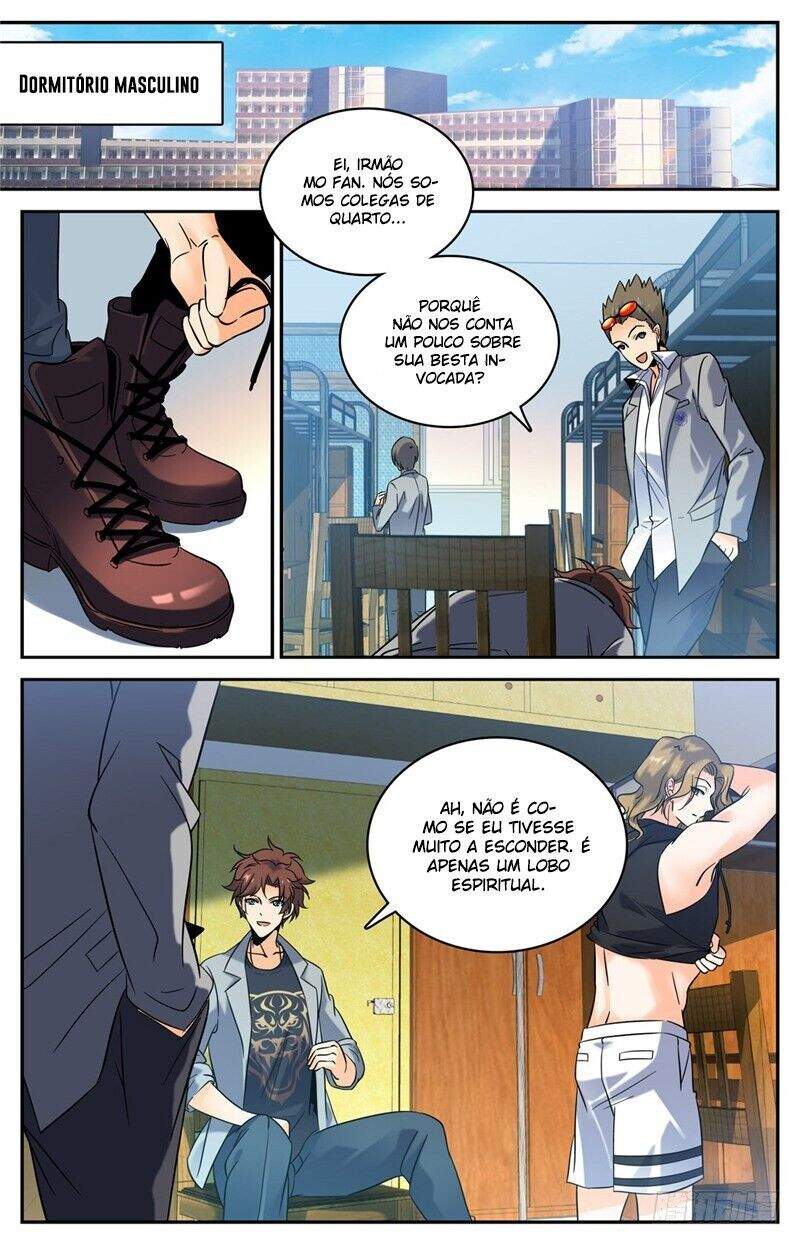 DORMITÓRIO MASCULINO
EI, IRMÃO
MO FAN. NÓS SO-
MOS COLEGAS DE
QUARTO...
PORQUÊ
NÃO NOS CONTA
UM POUCO SOBRE
SUA BESTA IN-
VOCADA?
AH, NÃO É CO-
MO SE EU TIVESSE
MUITO A ESCONDER. É
APENAS UM LOBO
ESPIRITUAL.